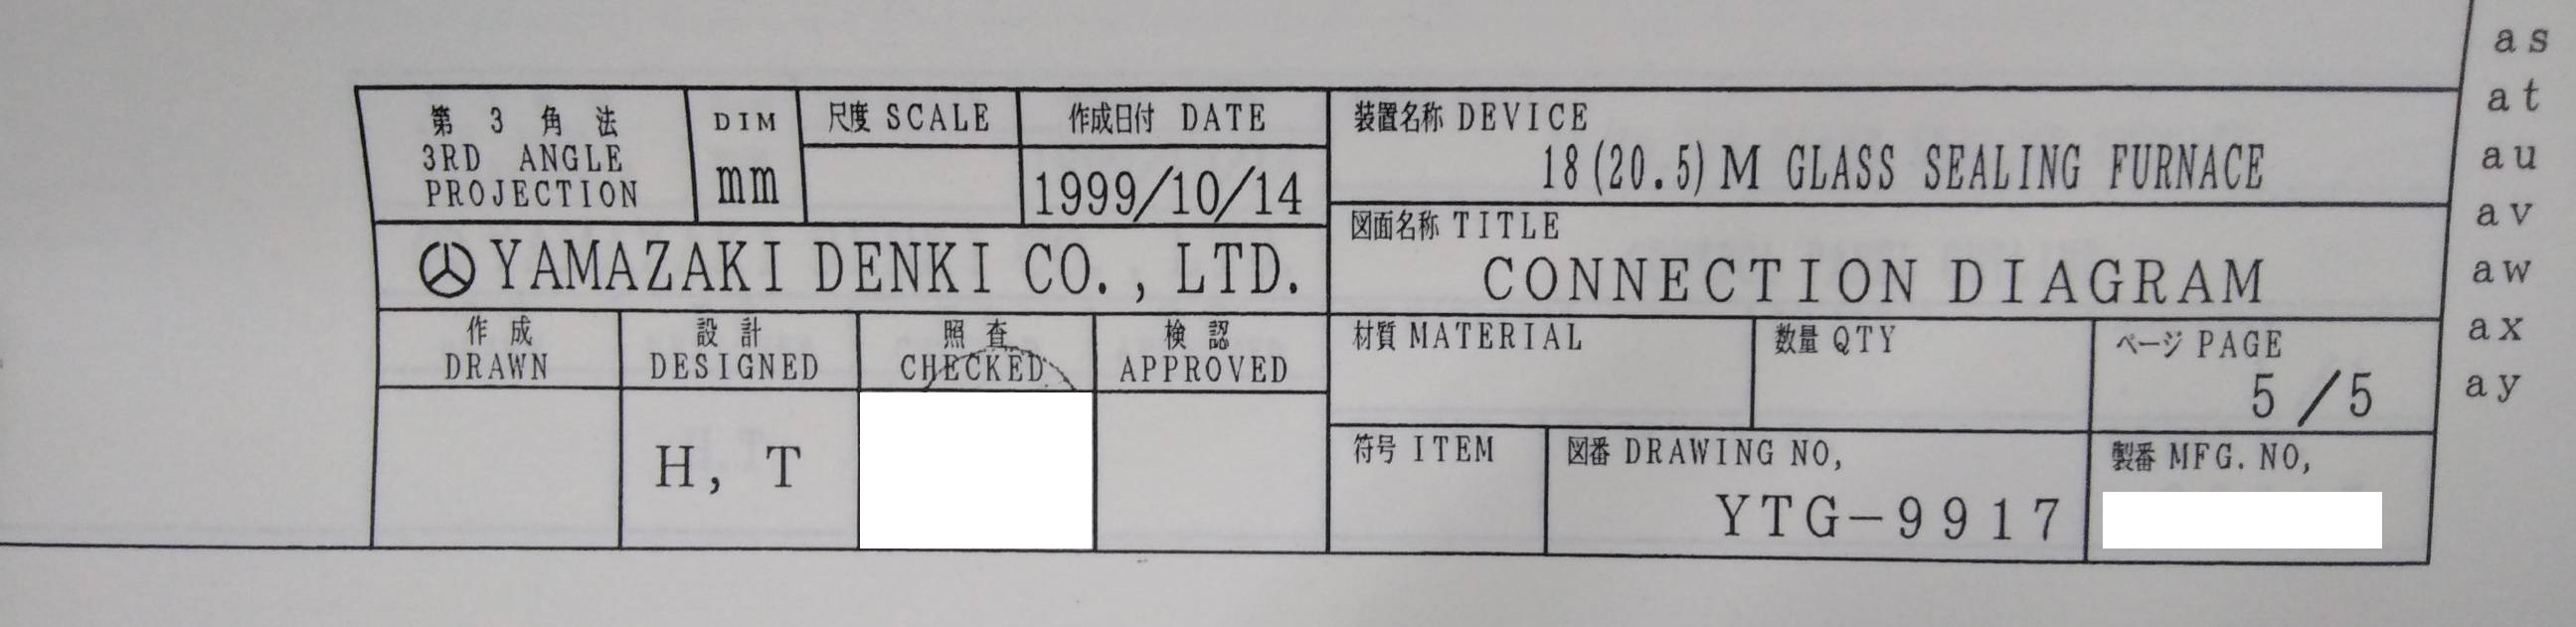 第 3 角 法
3RD ANGLE
PROJECTION
DIM
mm
尺度 SCALE
作成日付 DATE
1999/10/14
YAMAZAKI DENKI CO., LTD.
作 成
DRAWN
設 計
DESIGNED
H, T
照 査
CHECKED
検 認
APPROVED
装置名称 DEVICE
18(20.5)M GLASS SEALING FURNACE
図面名称 TITLE
CONNECTION DIAGRAM
材質 MATERIAL
数量 QTY
ページ PAGE
5/5
符号 ITEM
図番 DRAWING NO,
YTG-9917
製番 MFG. NO,
as
at
au
av
aw
ax
ay